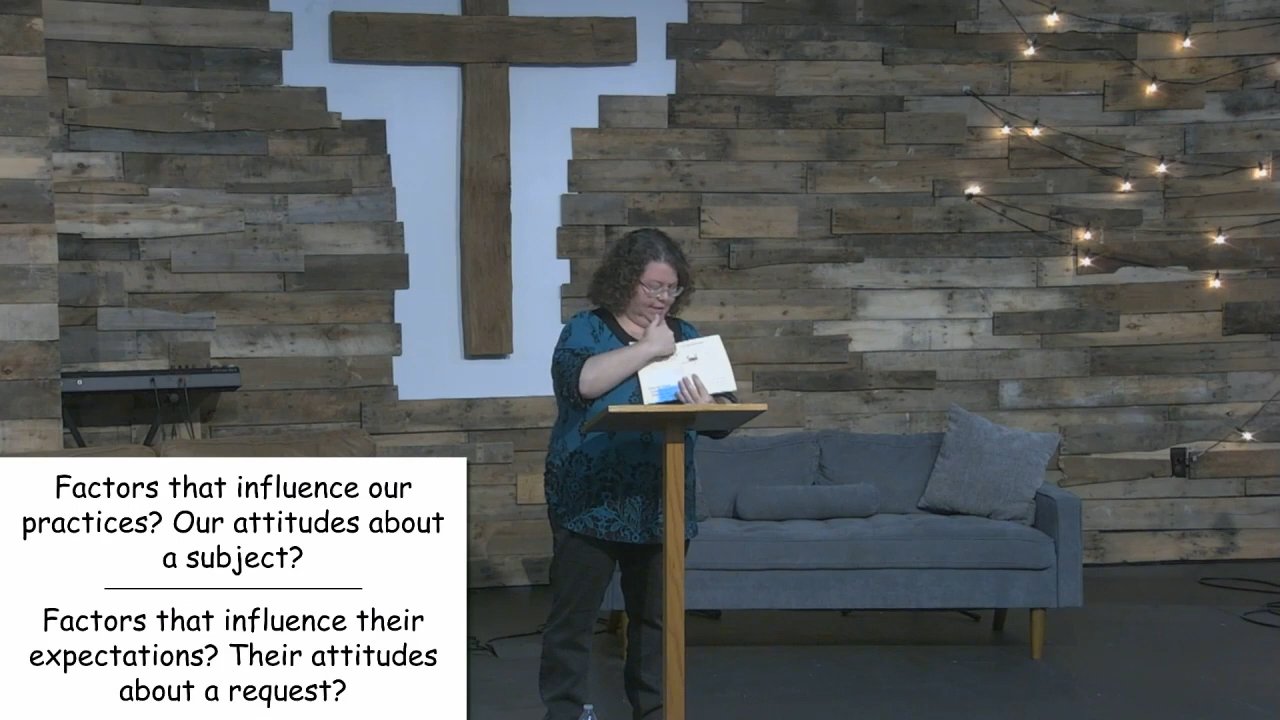 Factors that influence our
practices? Our attitudes about
a subject?
Factors that influence their
expectations? Their attitudes
about a request?